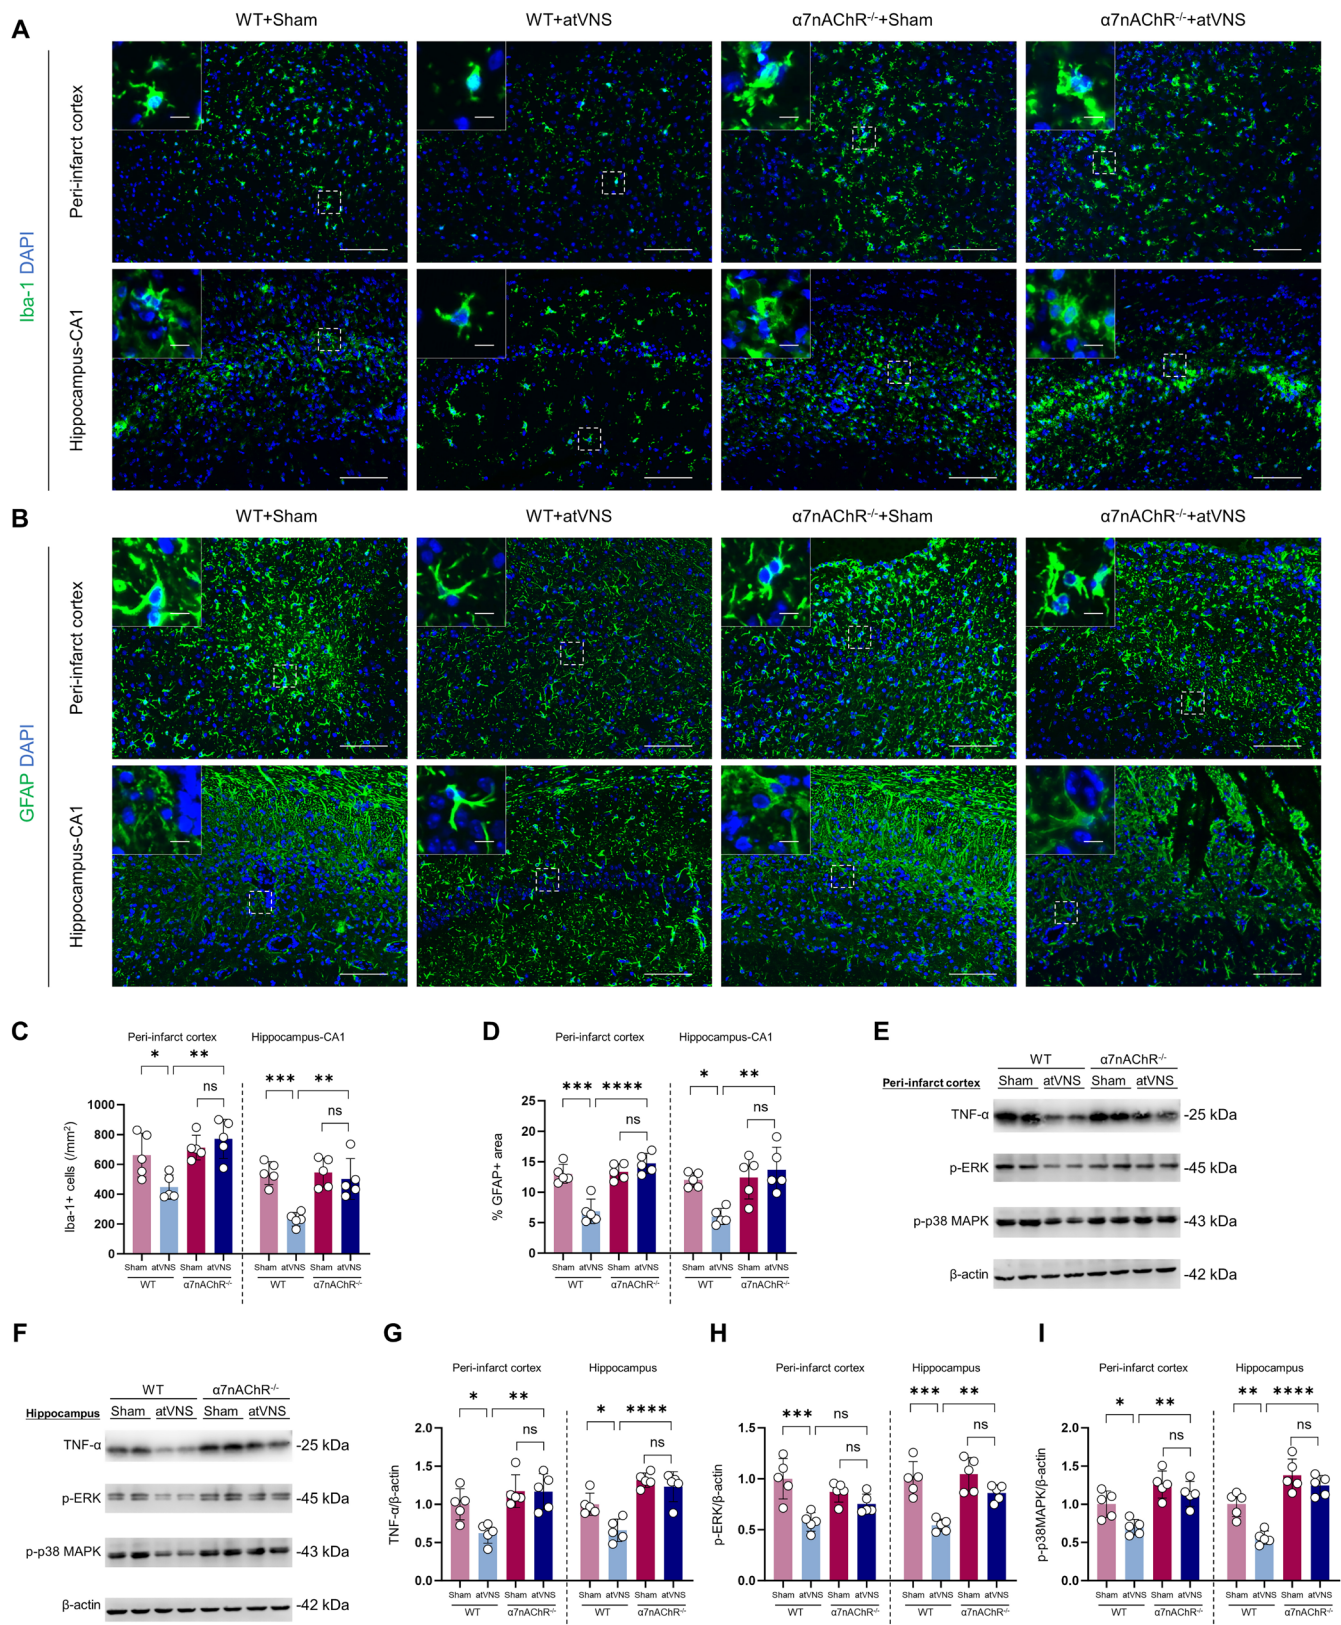 A
WT+Sham WT+atVNS α7nAChR-/-+Sham α7nAChR-/-+atVNS
Iba-1 DAPI
Peri-infarct cortex
Hippocampus-CA1
B
WT+Sham WT+atVNS α7nAChR-/-+Sham α7nAChR-/-+atVNS
GFAP DAPI
Peri-infarct cortex
Hippocampus-CA1
C
Peri-infarct cortex Hippocampus-CA1
* ** *** **
ns ns
Iba-1+ cells (/mm2)
1000
800
600
400
200
0
Sham atVNS Sham atVNS Sham atVNS Sham atVNS
WT α7nAChR-/- WT α7nAChR-/-
D
Peri-infarct cortex Hippocampus-CA1
*** **** * **
ns ns
% GFAP+ area
25
20
15
10
5
0
Sham atVNS Sham atVNS Sham atVNS Sham atVNS
WT α7nAChR-/- WT α7nAChR-/-
E
WT α7nAChR-/-
Peri-infarct cortex Sham atVNS Sham atVNS
TNF-α -25 kDa
p-ERK -45 kDa
p-p38 MAPK -43 kDa
β-actin -42 kDa
F
WT α7nAChR-/-
Hippocampus Sham atVNS Sham atVNS
TNF-α -25 kDa
p-ERK -45 kDa
p-p38 MAPK -43 kDa
β-actin -42 kDa
G
Peri-infarct cortex Hippocampus
* ** * ****
ns ns
TNF-α/β-actin
2.0
1.5
1.0
0.5
0.0
Sham atVNS Sham atVNS Sham atVNS Sham atVNS
WT α7nAChR-/- WT α7nAChR-/-
H
Peri-infarct cortex Hippocampus
*** ns *** **
ns ns
p-ERK/β-actin
1.5
1.0
0.5
0.0
Sham atVNS Sham atVNS Sham atVNS Sham atVNS
WT α7nAChR-/- WT α7nAChR-/-
I
Peri-infarct cortex Hippocampus
* ** ** ****
ns ns
p-p38MAPK/β-actin
2.0
1.5
1.0
0.5
0.0
Sham atVNS Sham atVNS Sham atVNS Sham atVNS
WT α7nAChR-/- WT α7nAChR-/-